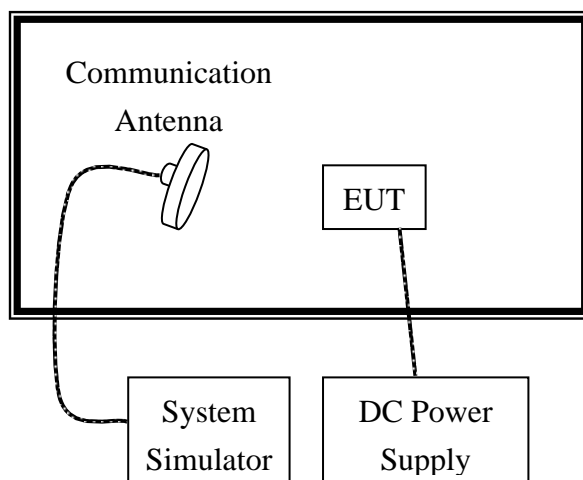 Communication
Antenna
EUT
System
Simulator
DC Power
Supply